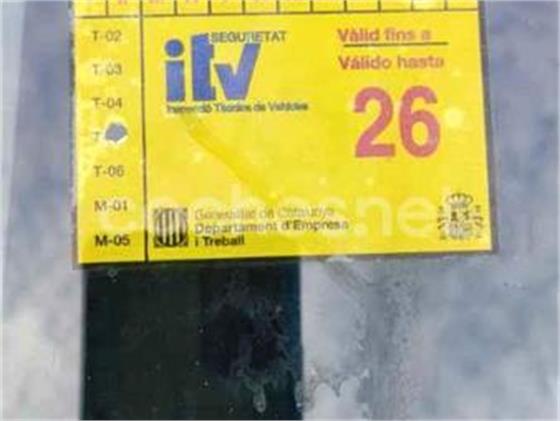 T-02
T-03
T-04
T-06
M-01
M-05
SEGURETAT
itv
Inspecció Tècnica de Vehicles
Vàlid fins a
Válido hasta
26
Generalitat de Catalunya
Departament d'Empresa
i Treball
coches.net